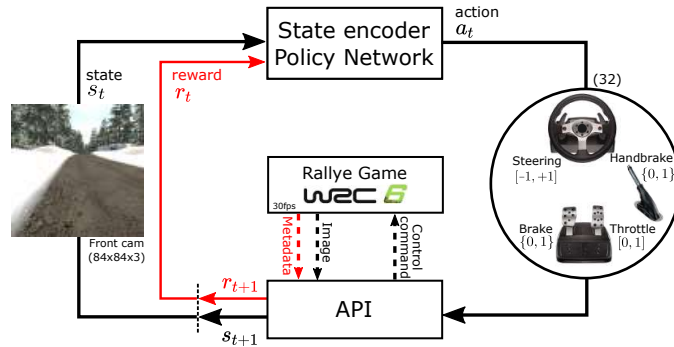 State encoder
Policy Network
action
a_t
state
s_t
reward
r_t
(32)
Steering
[-1, +1]
Handbrake
{0, 1}
Brake
{0, 1}
Throttle
[0, 1]
Rallye Game
WRC 6
30fps
Metadata
Image
Control
command
Front cam
(84x84x3)
r_{t+1}
API
s_{t+1}